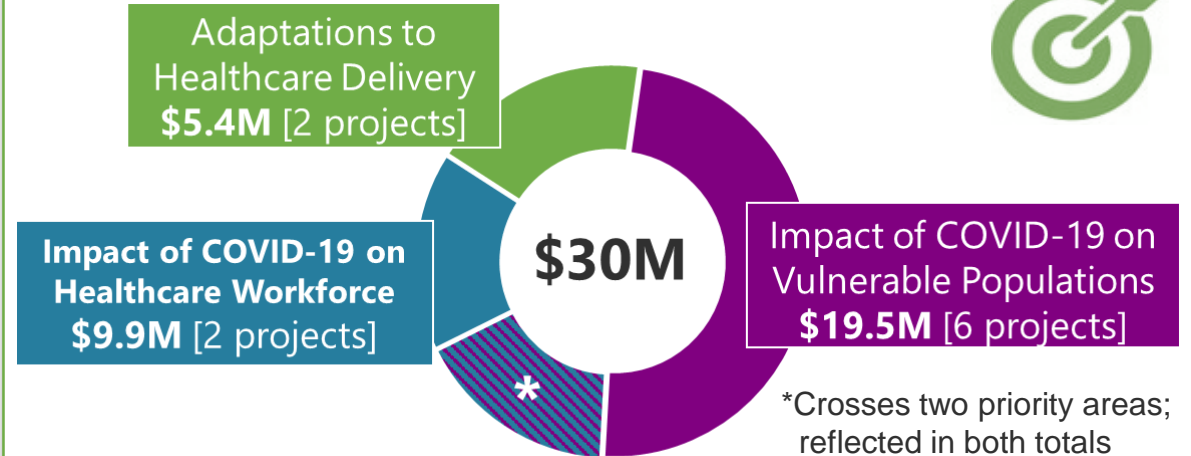 Adaptations to
Healthcare Delivery
$5.4M [2 projects]
Impact of COVID-19 on
Healthcare Workforce
$9.9M [2 projects]
$30M
Impact of COVID-19 on
Vulnerable Populations
$19.5M [6 projects]
*
*Crosses two priority areas;
reflected in both totals